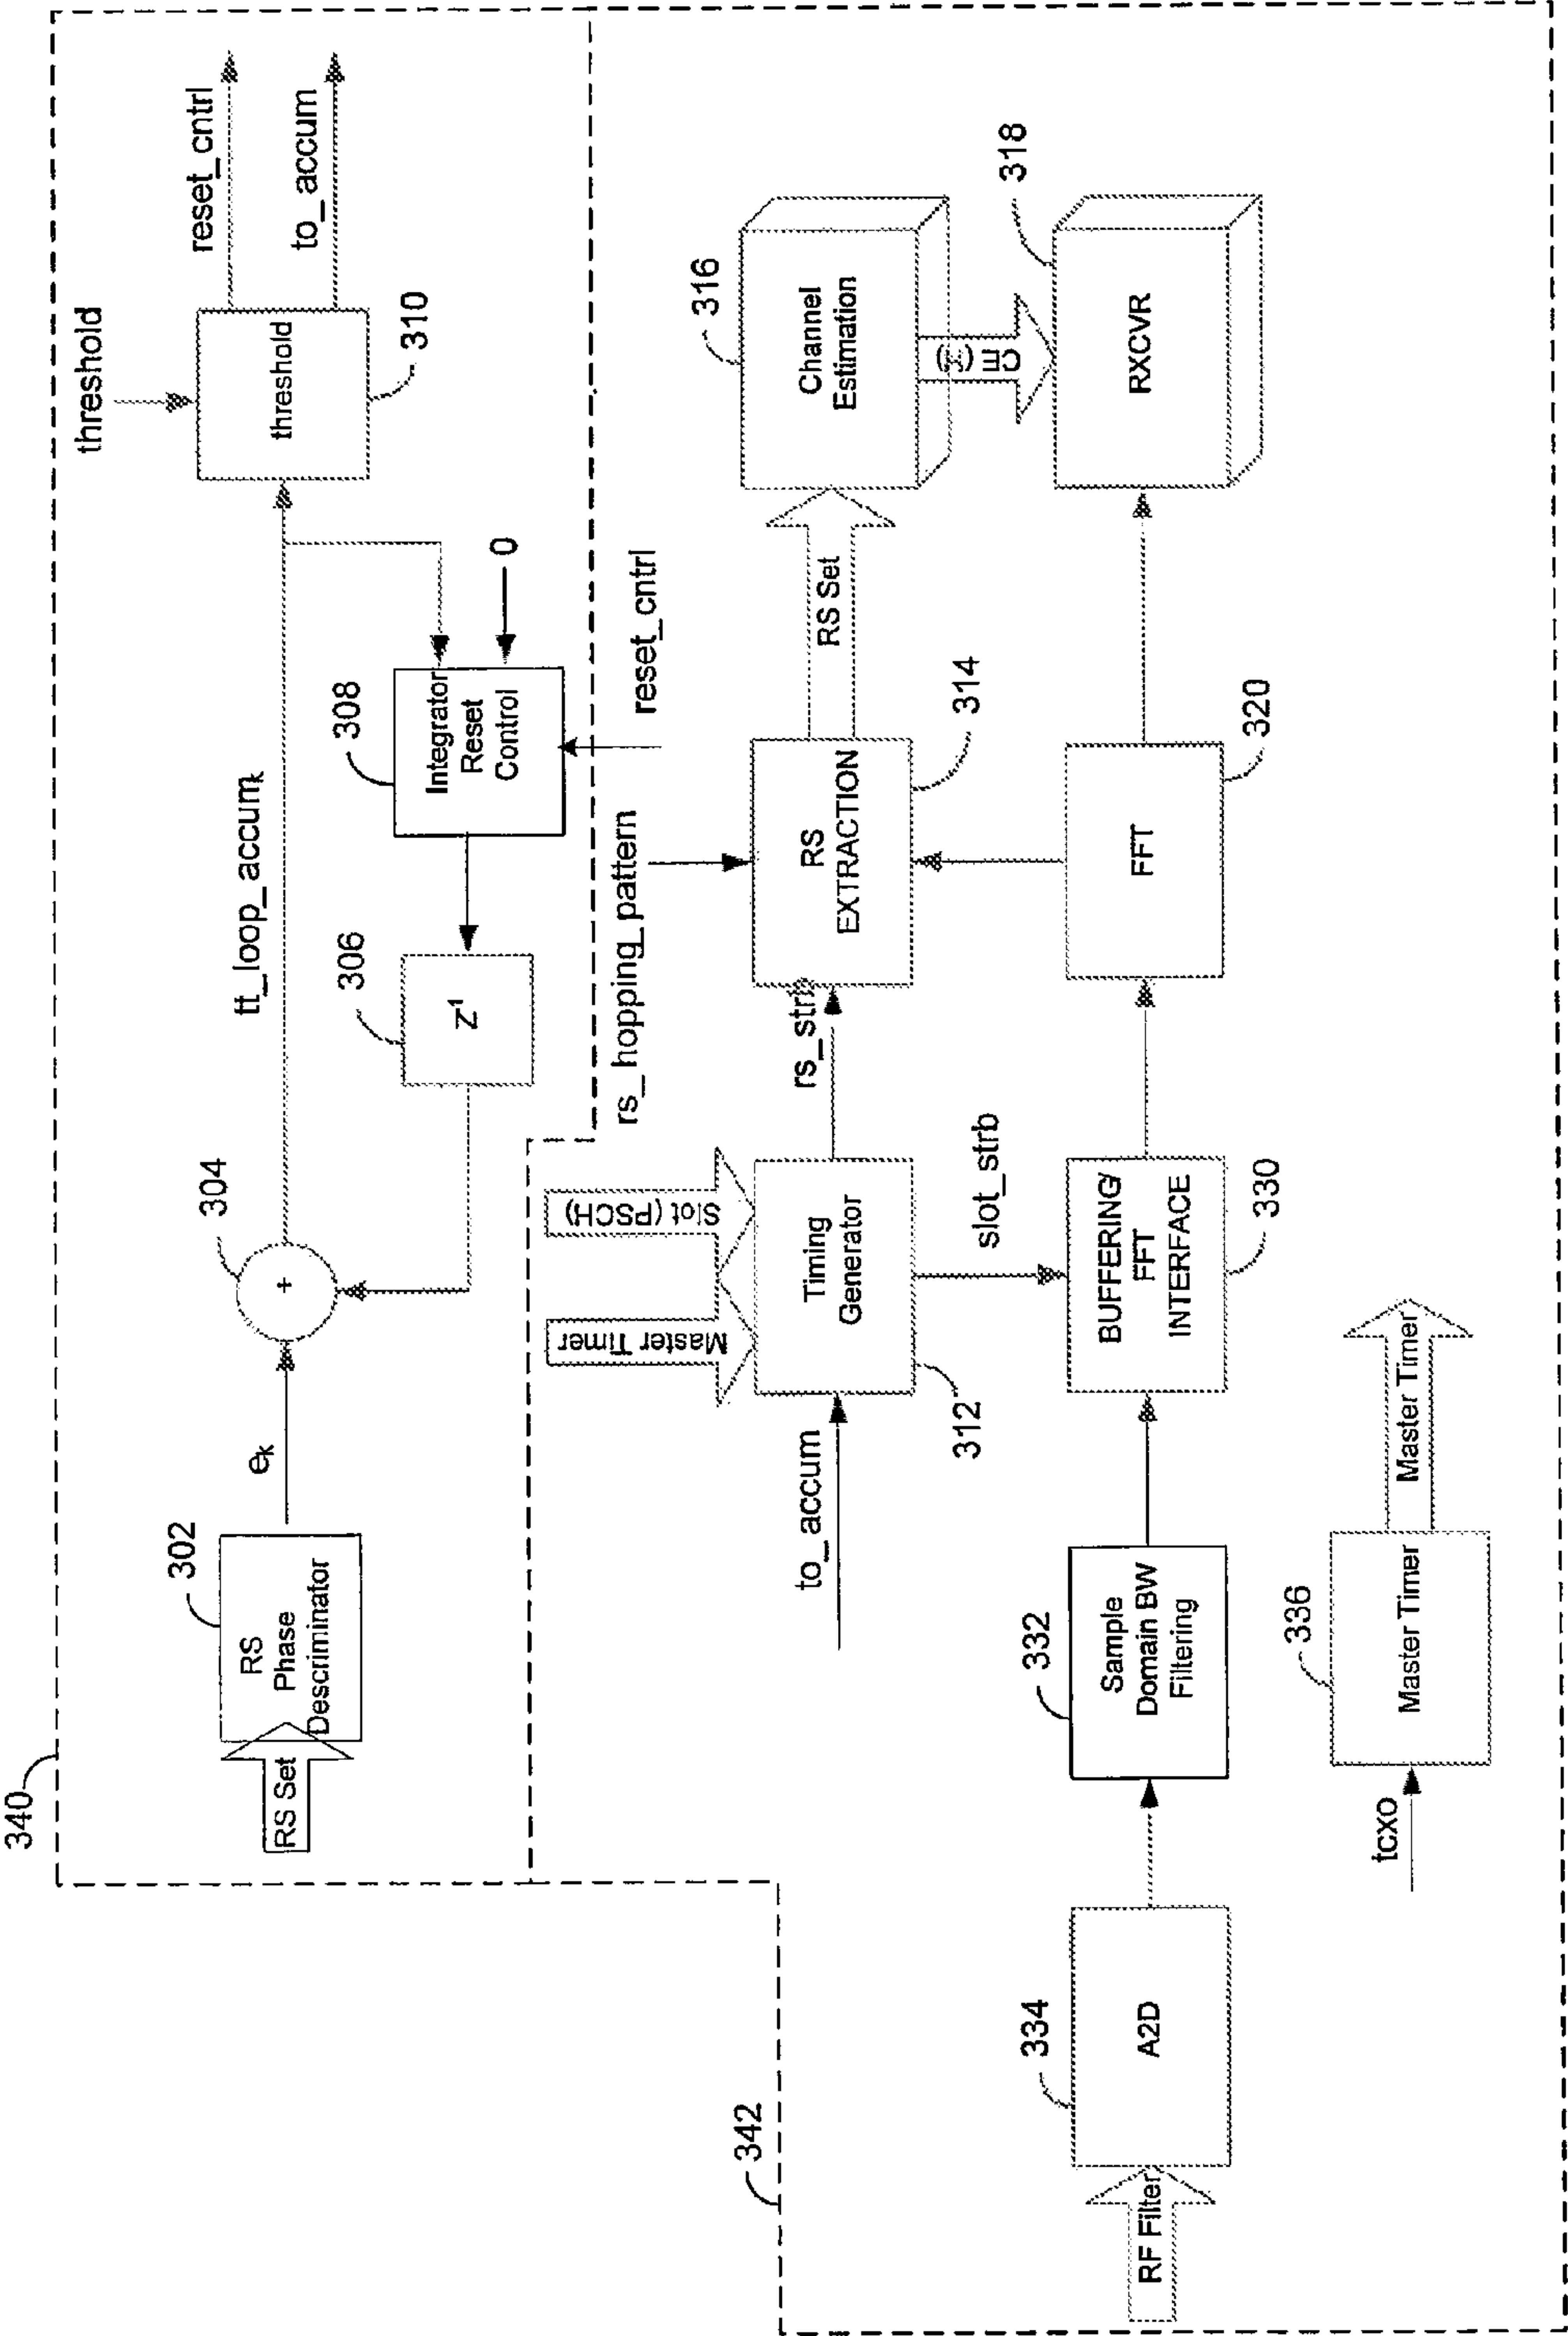 340
302
RS
Phase
Descriminator
RS Set
e_k
304
+
tt_loop_accum_k
306
Z^1
308
Integrator
Reset
Control
0
reset_cntrl
threshold
threshold
310
reset_cntrl
to_accum
342
to_accum
Master Timer
Slot (PSCH)
Timing
Generator
312
rs_strb
rs_hopping_pattern
RS
EXTRACTION
314
RS Set
316
Channel
Estimation
CE (Ξ)
318
RXCVR
slot_strb
RF Filter
334
A2D
332
Sample
Domain BW
Filtering
BUFFERING/
FFT
INTERFACE
330
FFT
320
tcxo
336
Master Timer
Master Timer